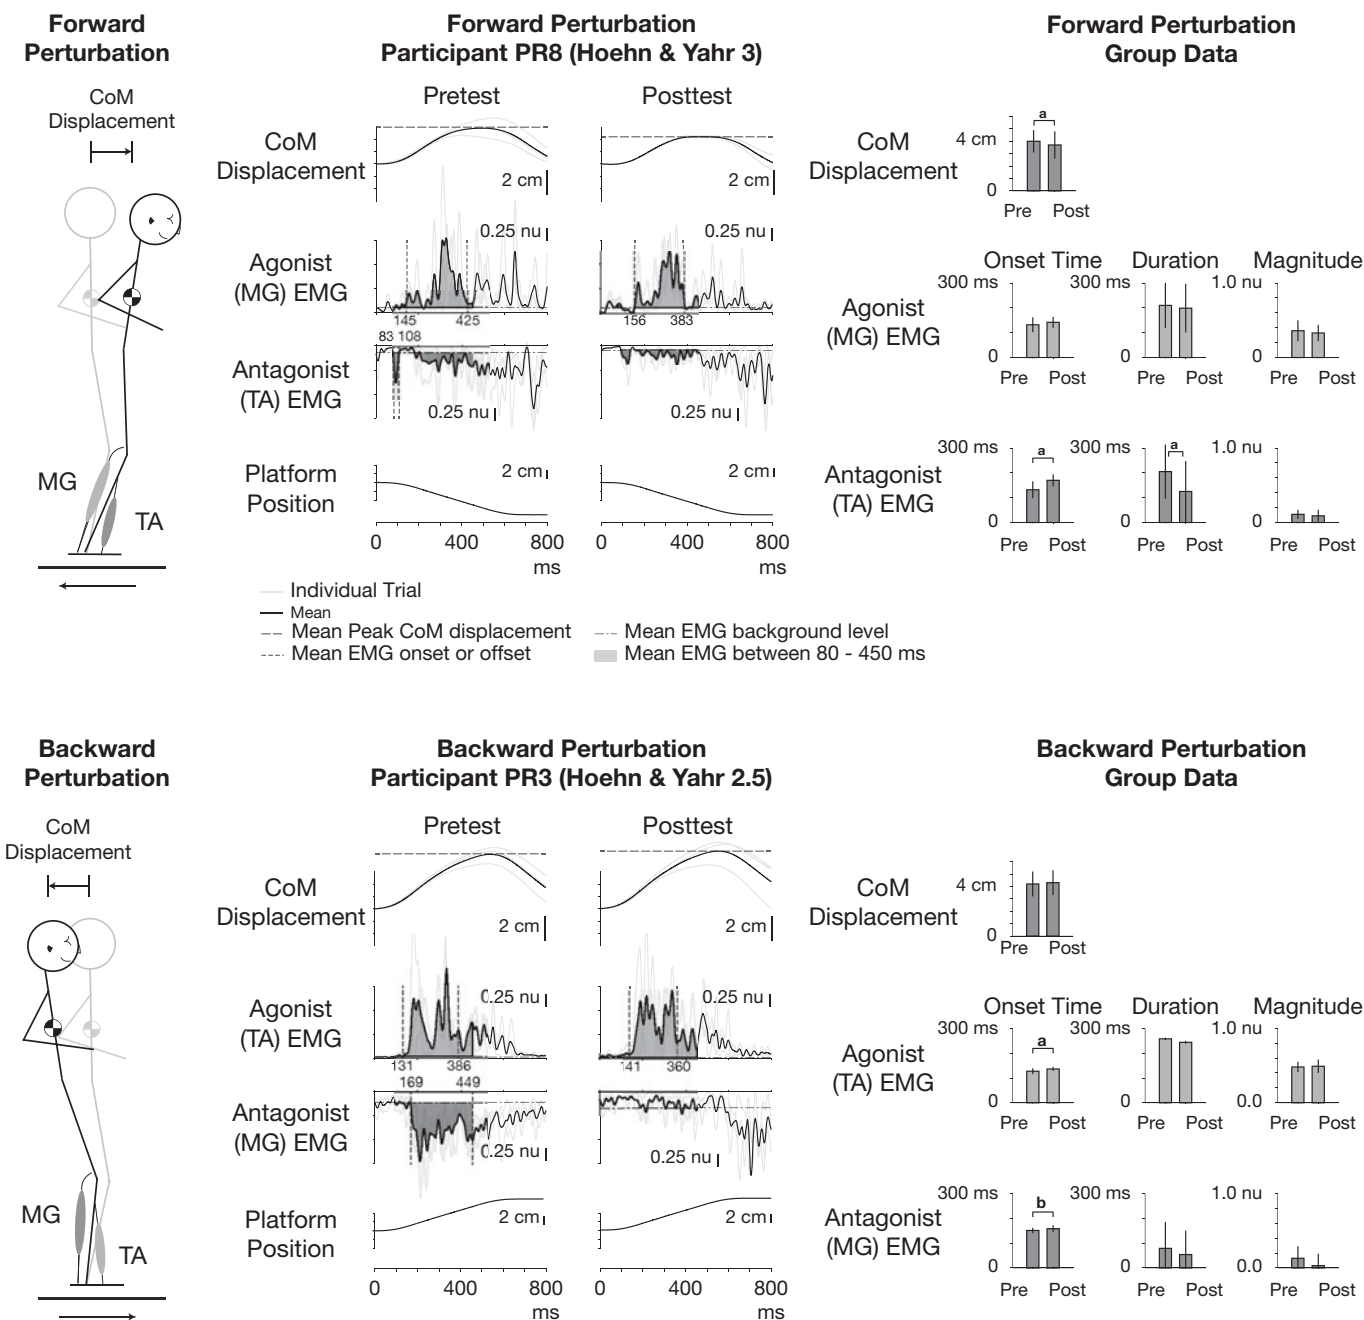 Forward
Perturbation
CoM
Displacement
MG
TA
Forward Perturbation
Participant PR8 (Hoehn & Yahr 3)
Pretest
Posttest
CoM
Displacement
2 cm
2 cm
Agonist
(MG) EMG
0.25 nu
0.25 nu
145
425
156
383
83 108
Antagonist
(TA) EMG
0.25 nu
0.25 nu
Platform
Position
2 cm
2 cm
0
400
800
ms
0
400
800
ms
Individual Trial
Mean
Mean Peak CoM displacement
Mean EMG onset or offset
Mean EMG background level
Mean EMG between 80 - 450 ms
Forward Perturbation
Group Data
CoM
Displacement
4 cm
0
a
Pre
Post
Onset Time
Duration
Magnitude
Agonist
(MG) EMG
300 ms
0
Pre
Post
300 ms
0
Pre
Post
1.0 nu
0
Pre
Post
Antagonist
(TA) EMG
300 ms
0
a
Pre
Post
300 ms
0
a
Pre
Post
1.0 nu
0
Pre
Post
Backward
Perturbation
CoM
Displacement
MG
TA
Backward Perturbation
Participant PR3 (Hoehn & Yahr 2.5)
Pretest
Posttest
CoM
Displacement
2 cm
2 cm
Agonist
(TA) EMG
0.25 nu
0.25 nu
131
386
141
360
169
449
Antagonist
(MG) EMG
0.25 nu
0.25 nu
Platform
Position
2 cm
2 cm
0
400
800
ms
0
400
800
ms
Backward Perturbation
Group Data
CoM
Displacement
4 cm
0
Pre
Post
Onset Time
Duration
Magnitude
Agonist
(TA) EMG
300 ms
0
a
Pre
Post
300 ms
0
Pre
Post
1.0 nu
0.0
Pre
Post
Antagonist
(MG) EMG
300 ms
0
b
Pre
Post
300 ms
0
Pre
Post
1.0 nu
0.0
Pre
Post